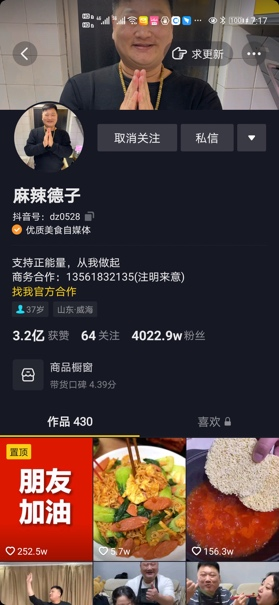 100%
7:17
求更新
取消关注
私信
麻辣德子
抖音号：dz0528
优质美食自媒体
支持正能量，从我做起
商务合作：13561832135(注明来意)
找我官方合作
37岁
山东·威海
3.2亿 获赞 64 关注 4022.9w 粉丝
商品橱窗
带货口碑 4.39分
作品 430
喜欢
置顶
朋友
加油
252.5w
5.7w
156.3w